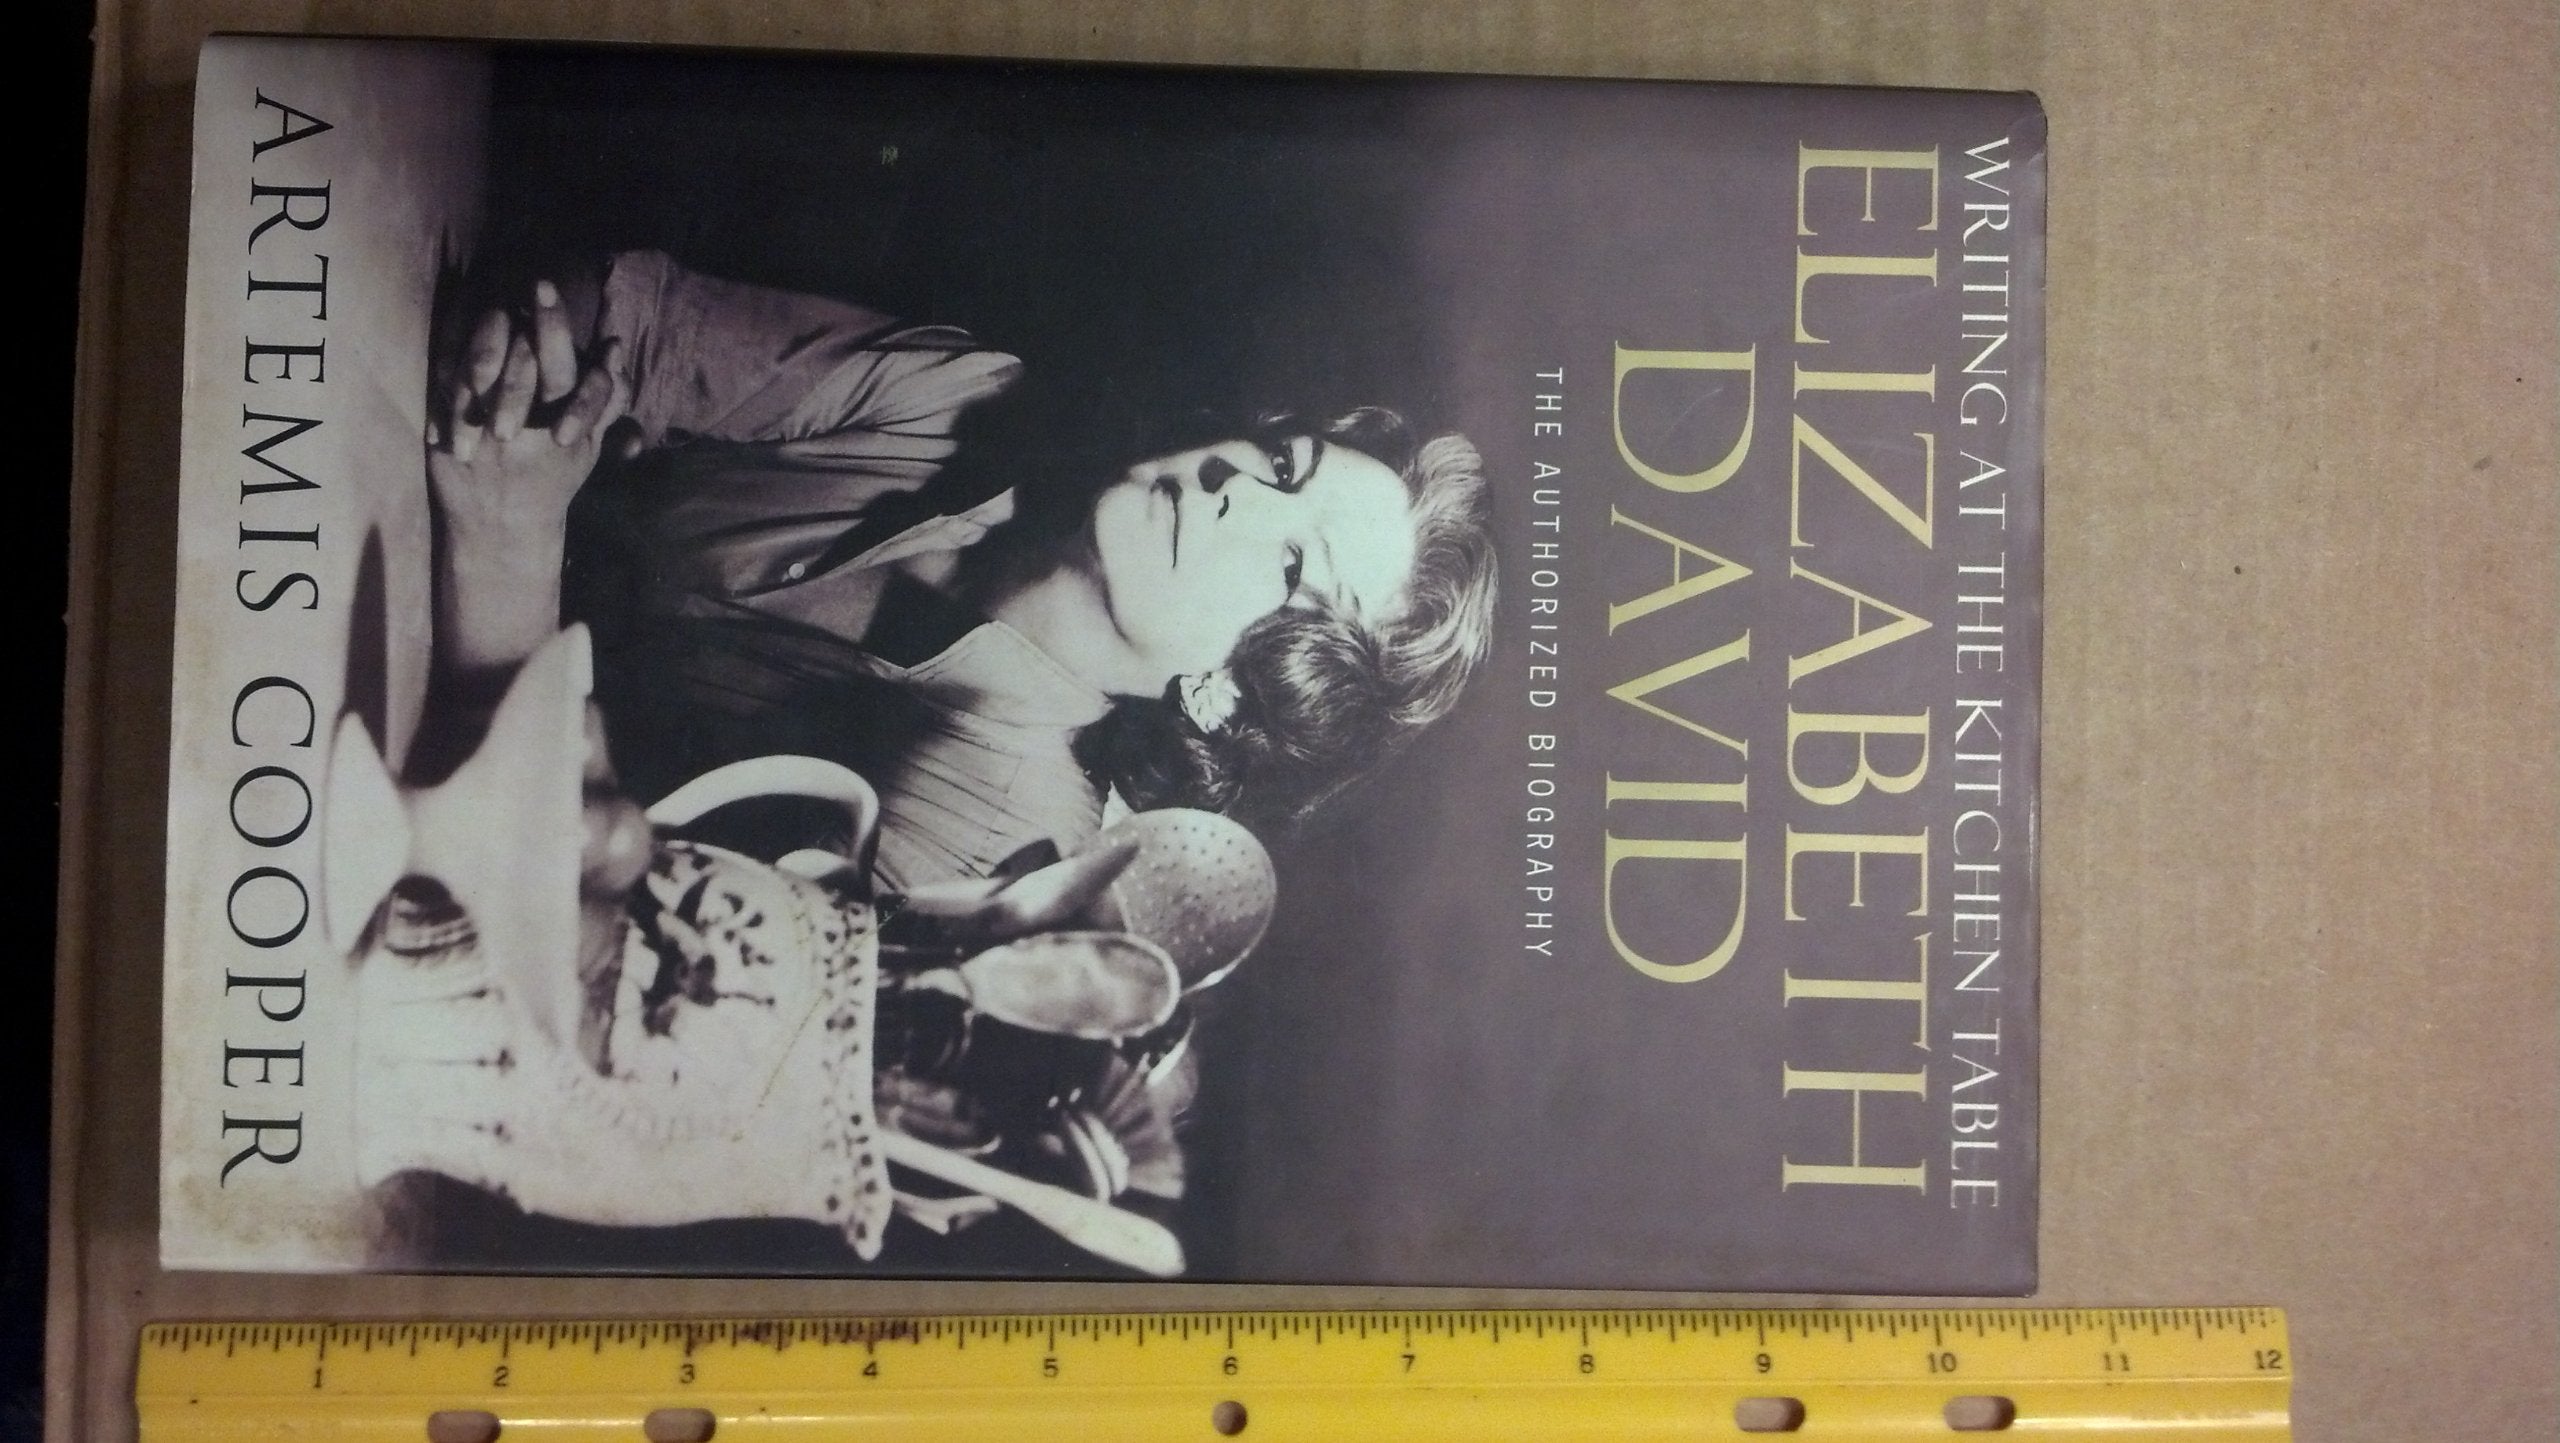 WRITING AT THE KITCHEN TABLE
ELIZABETH
DAVID
THE AUTHORIZED BIOGRAPHY
ARTEMIS COOPER
1 2 3 4 5 6 7 8 9 10 11 12